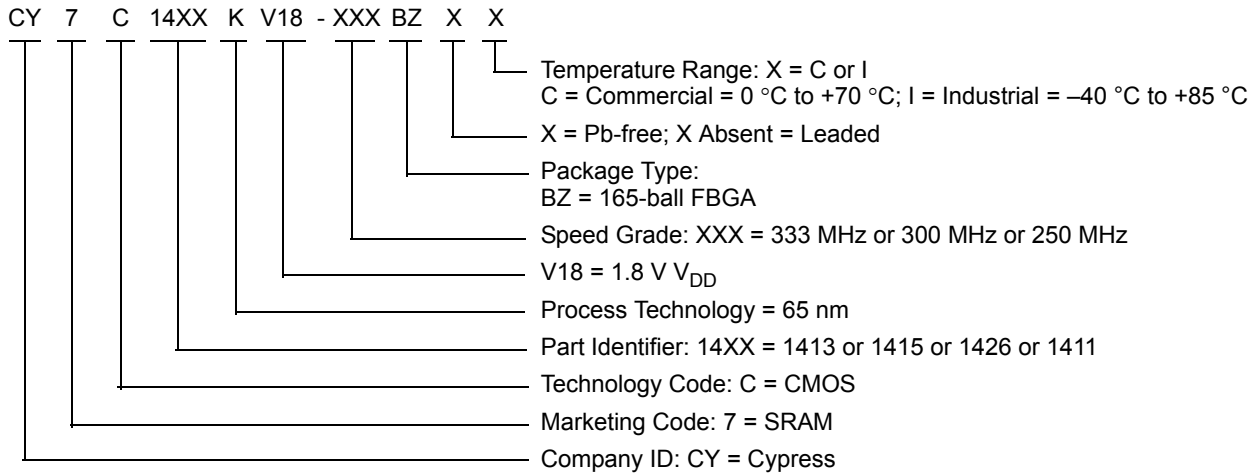 CY 7 C 14XX K V18 - XXX BZ X X
Temperature Range: X = C or I
C = Commercial = 0 °C to +70 °C; I = Industrial = –40 °C to +85 °C
X = Pb-free; X Absent = Leaded
Package Type:
BZ = 165-ball FBGA
Speed Grade: XXX = 333 MHz or 300 MHz or 250 MHz
V18 = 1.8 V VDD
Process Technology = 65 nm
Part Identifier: 14XX = 1413 or 1415 or 1426 or 1411
Technology Code: C = CMOS
Marketing Code: 7 = SRAM
Company ID: CY = Cypress